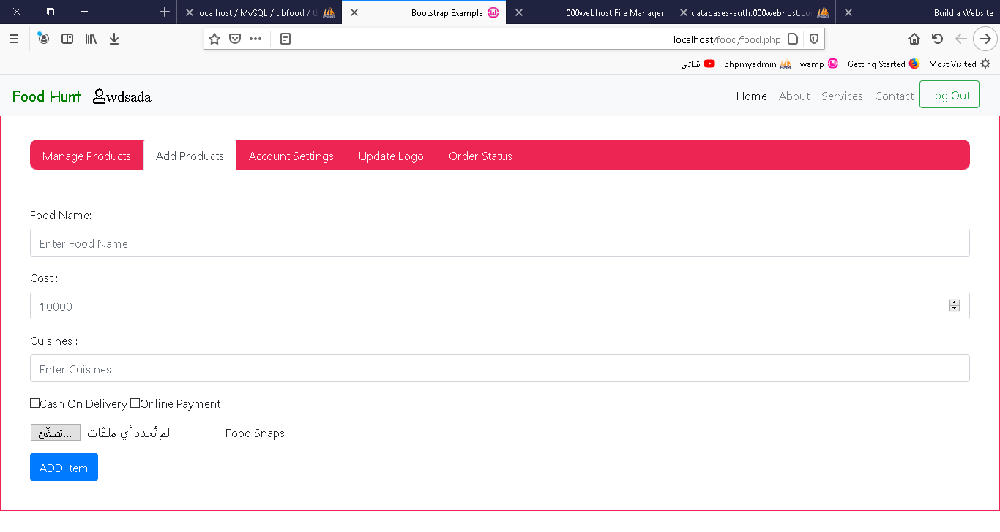 localhost / MySQL / dbfood / t
Bootstrap Example
000webhost File Manager
databases-auth.000webhost.co
Build a Website
localhost/food/food.php
قناتي
phpmyadmin
wamp
Getting Started
Most Visited
Food Hunt wdsada
Home About Services Contact Log Out
Manage Products Add Products Account Settings Update Logo Order Status
Food Name:
Enter Food Name
Cost :
10000
Cuisines :
Enter Cuisines
Cash On Delivery Online Payment
تصفّح... لم تُحدد أي ملفّات. Food Snaps
ADD Item